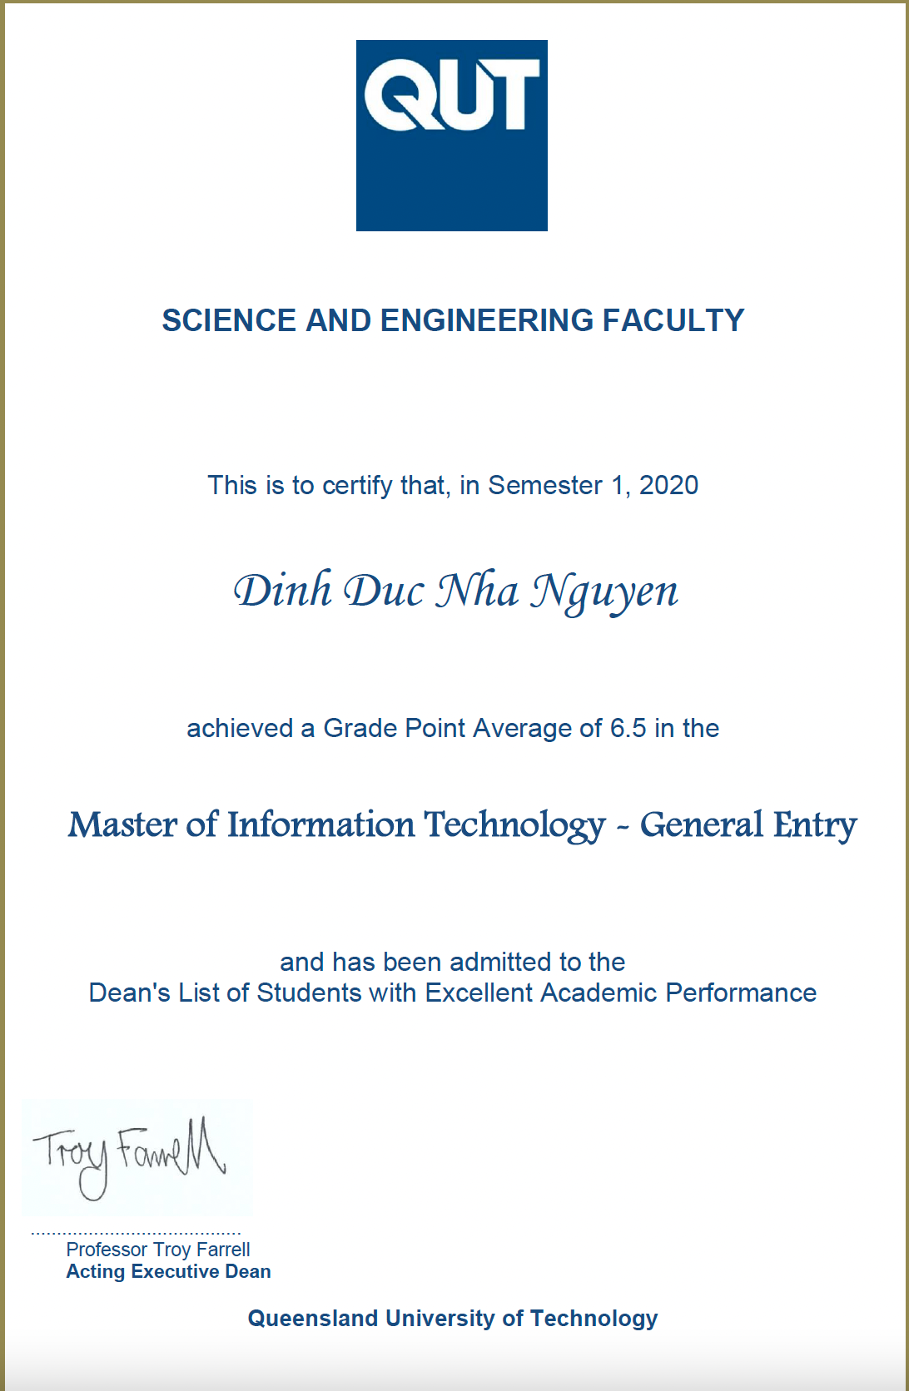 QUT
SCIENCE AND ENGINEERING FACULTY
This is to certify that, in Semester 1, 2020
Dinh Duc Nha Nguyen
achieved a Grade Point Average of 6.5 in the
Master of Information Technology - General Entry
and has been admitted to the
Dean's List of Students with Excellent Academic Performance
Troy Farrell
........................................
Professor Troy Farrell
Acting Executive Dean
Queensland University of Technology